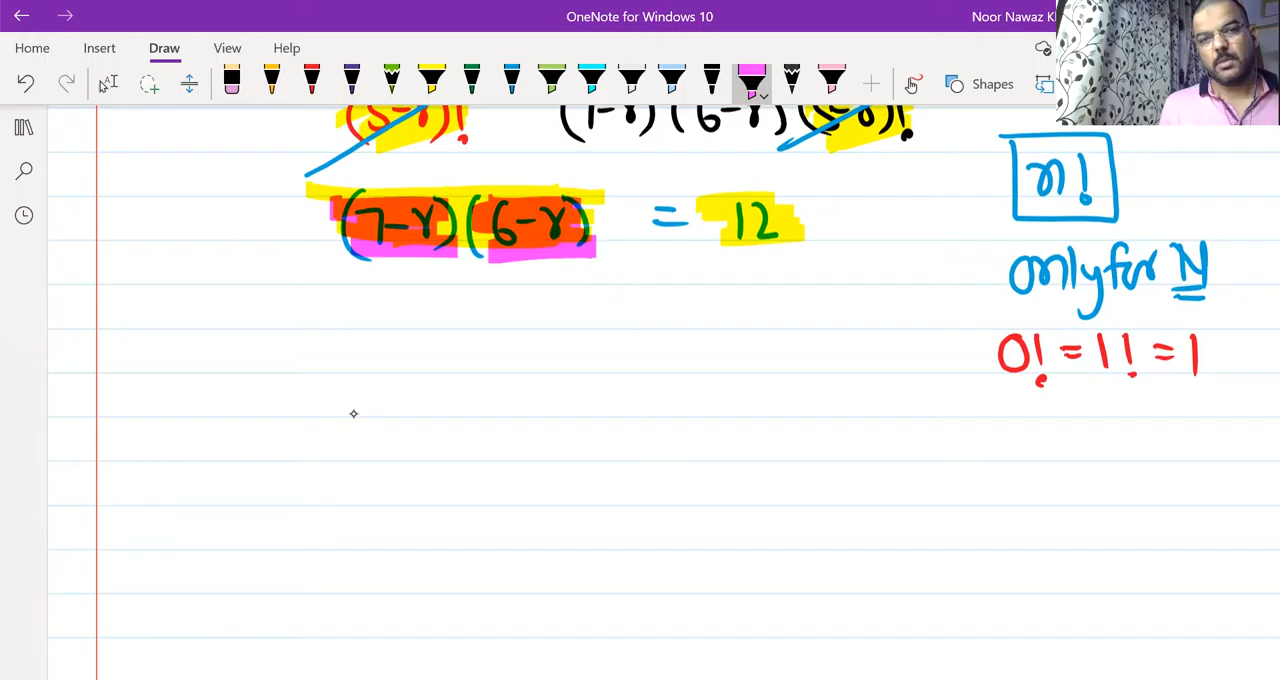 OneNote for Windows 10
Noor Nawaz K
Home Insert Draw View Help
Shapes
(5-r)! (7-r)(6-r)(5-r)!
(7-r)(6-r) = 12
n!
only for N
0! = 1! = 1